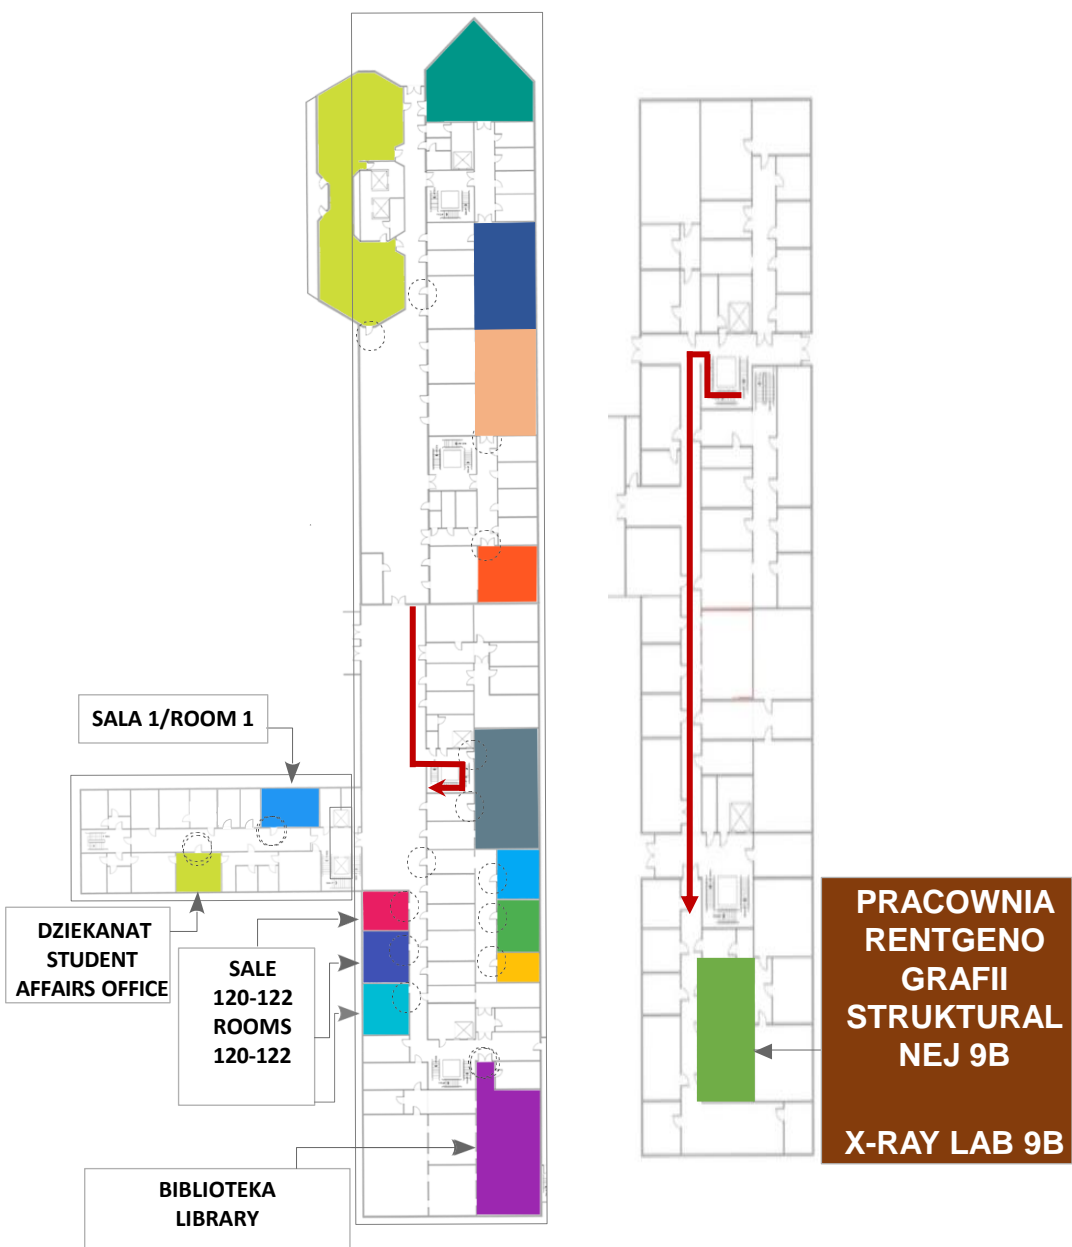 SALA 1/ROOM 1
DZIEKANAT
STUDENT
AFFAIRS OFFICE
SALE
120-122
ROOMS
120-122
BIBLIOTEKA
LIBRARY
PRACOWNIA
RENTGENO
GRAFII
STRUKTURAL
NEJ 9B
X-RAY LAB 9B